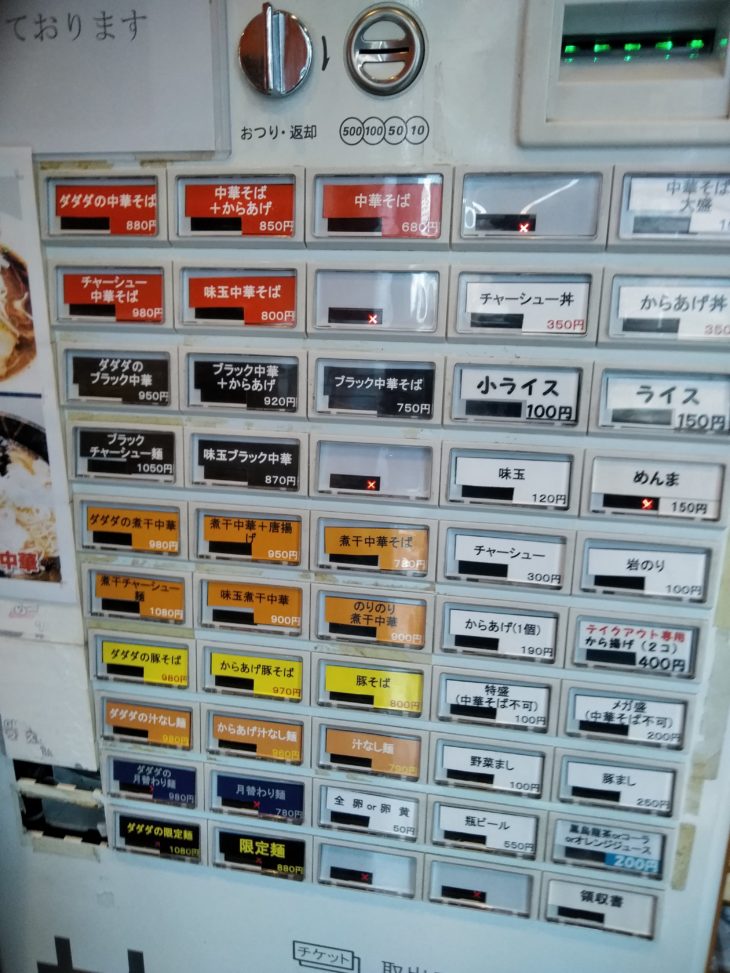 ております
おつり・返却
500 100 50 10
ダダダの中華そば
880円
中華そば
+からあげ
850円
中華そば
680円
中華そば
大盛
チャーシュー
中華そば
980円
味玉中華そば
800円
チャーシュー丼
350円
からあげ丼
350
ダダダの
ブラック中華
950円
ブラック中華
+からあげ
920円
ブラック中華そば
750円
小ライス
100円
ライス
150円
ブラック
チャーシュー麺
1050円
味玉ブラック中華
870円
味玉
120円
めんま
150円
ダダダの煮干中華
980円
煮干中華+唐揚
げ
950円
煮干中華そば
780円
チャーシュー
300円
岩のり
100円
煮干チャーシュー
麺
1080円
味玉煮干中華
900円
のりのり
煮干中華
900円
からあげ(1個)
190円
テイクアウト専用
から揚げ(2コ)
400円
ダダダの豚そば
980円
からあげ豚そば
970円
豚そば
800円
特盛
(中華そば不可)
100円
メガ盛
(中華そば不可)
200円
ダダダの汁なし麺
980円
からあげ汁なし麺
960円
汁なし麺
790円
野菜まし
100円
豚まし
250円
ダダダの
月替わり麺
980円
月替わり麺
780円
全卵or卵黄
50円
瓶ビール
550円
黒烏龍茶orコーラ
orオレンジジュース
200円
ダダダの限定麺
1080円
限定麺
880円
領収書
チケット
中華